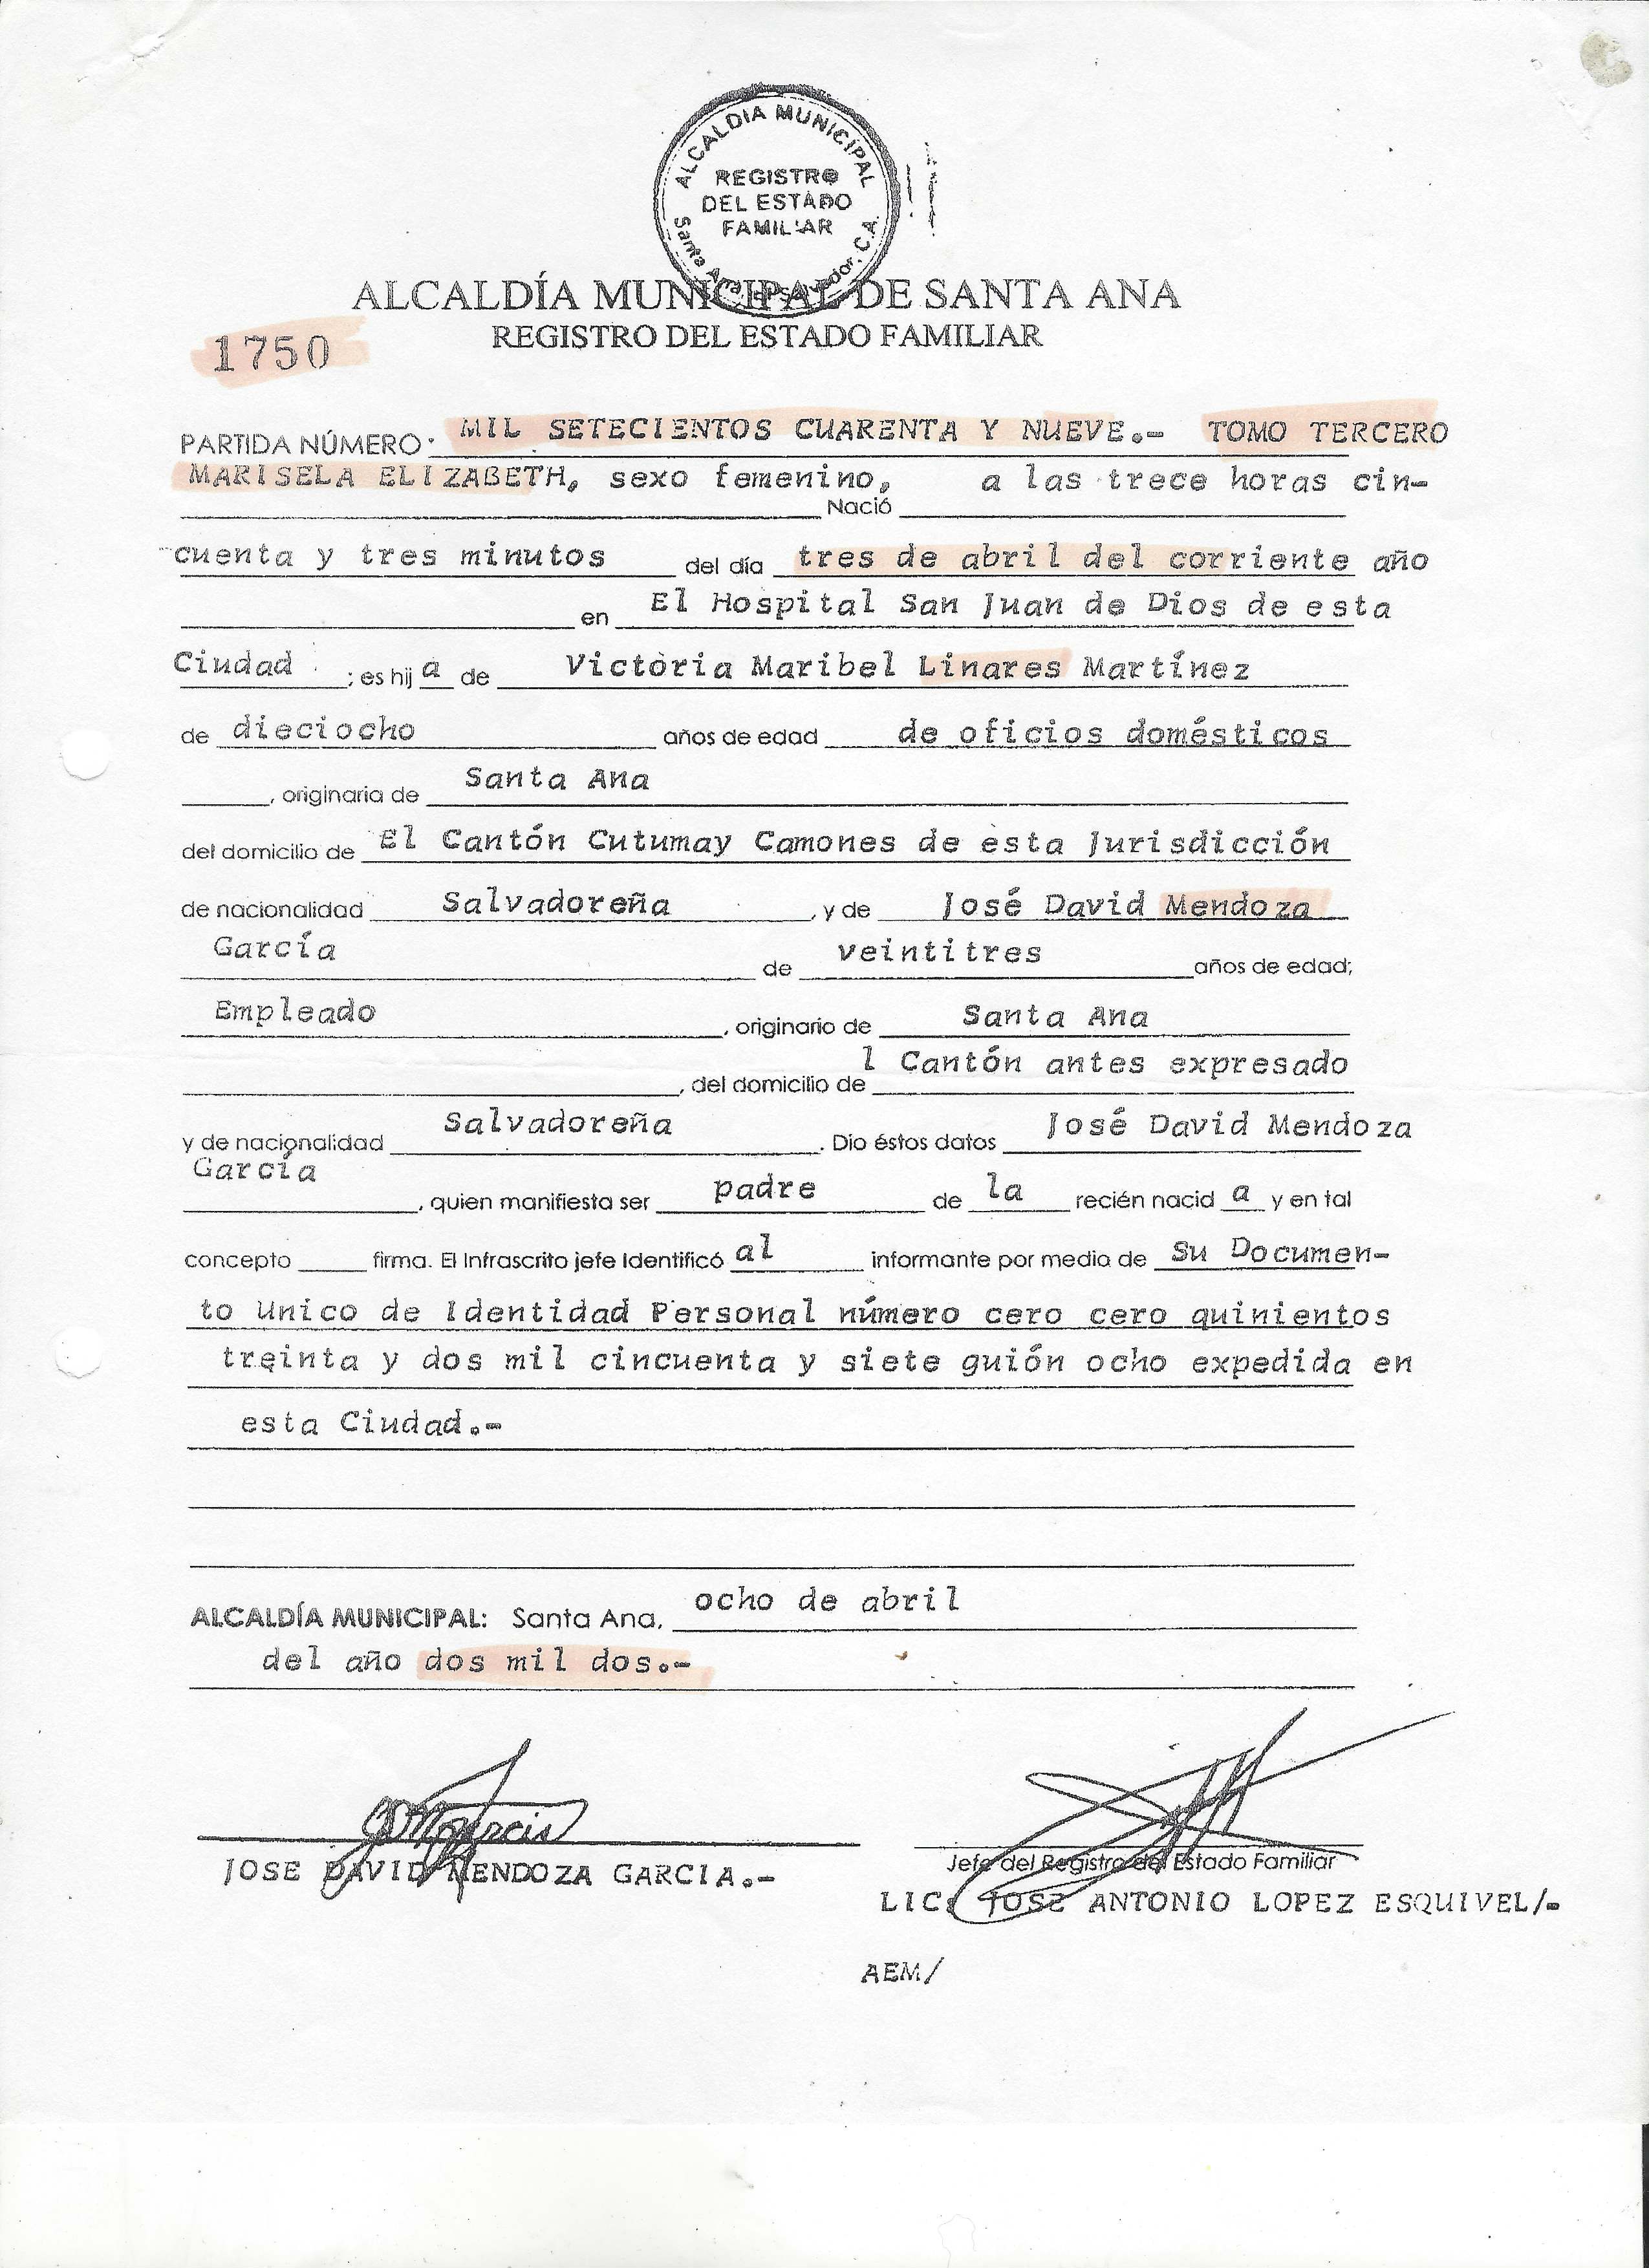 ALCALDIA MUNICIPAL
REGISTRO
DEL ESTADO
FAMILIAR
Santa Ana, El Salvador, C.A.
ALCALDÍA MUNICIPAL DE SANTA ANA
REGISTRO DEL ESTADO FAMILIAR
1750
PARTIDA NÚMERO: MIL SETECIENTOS CUARENTA Y NUEVE.- TOMO TERCERO
MARISELA ELIZABETH, sexo femenino, Nació a las trece horas cin-
cuenta y tres minutos del día tres de abril del corriente año
en El Hospital San Juan de Dios de esta
Ciudad ; es hij a de Victoria Maribel Linares Martínez
de dieciocho años de edad de oficios domésticos
, originaria de Santa Ana
del domicilio de El Cantón Cutumay Camones de esta Jurisdicción
de nacionalidad Salvadoreña , y de José David Mendoza
García de veintitres años de edad;
Empleado , originario de Santa Ana
, del domicilio de l Cantón antes expresado
y de nacionalidad Salvadoreña . Dio éstos datos José David Mendoza
García , quien manifiesta ser padre de la recién nacid a y en tal
concepto firma. El Infrascrito jefe Identificó al informante por medio de su Documen-
to Unico de Identidad Personal número cero cero quinientos
treinta y dos mil cincuenta y siete guión ocho expedida en
esta Ciudad.-
ALCALDÍA MUNICIPAL: Santa Ana, ocho de abril
del año dos mil dos.-
JOSE DAVID MENDOZA GARCIA.-
Jefe del Registro del Estado Familiar
LIC. JOSE ANTONIO LOPEZ ESQUIVEL/-
AEM/